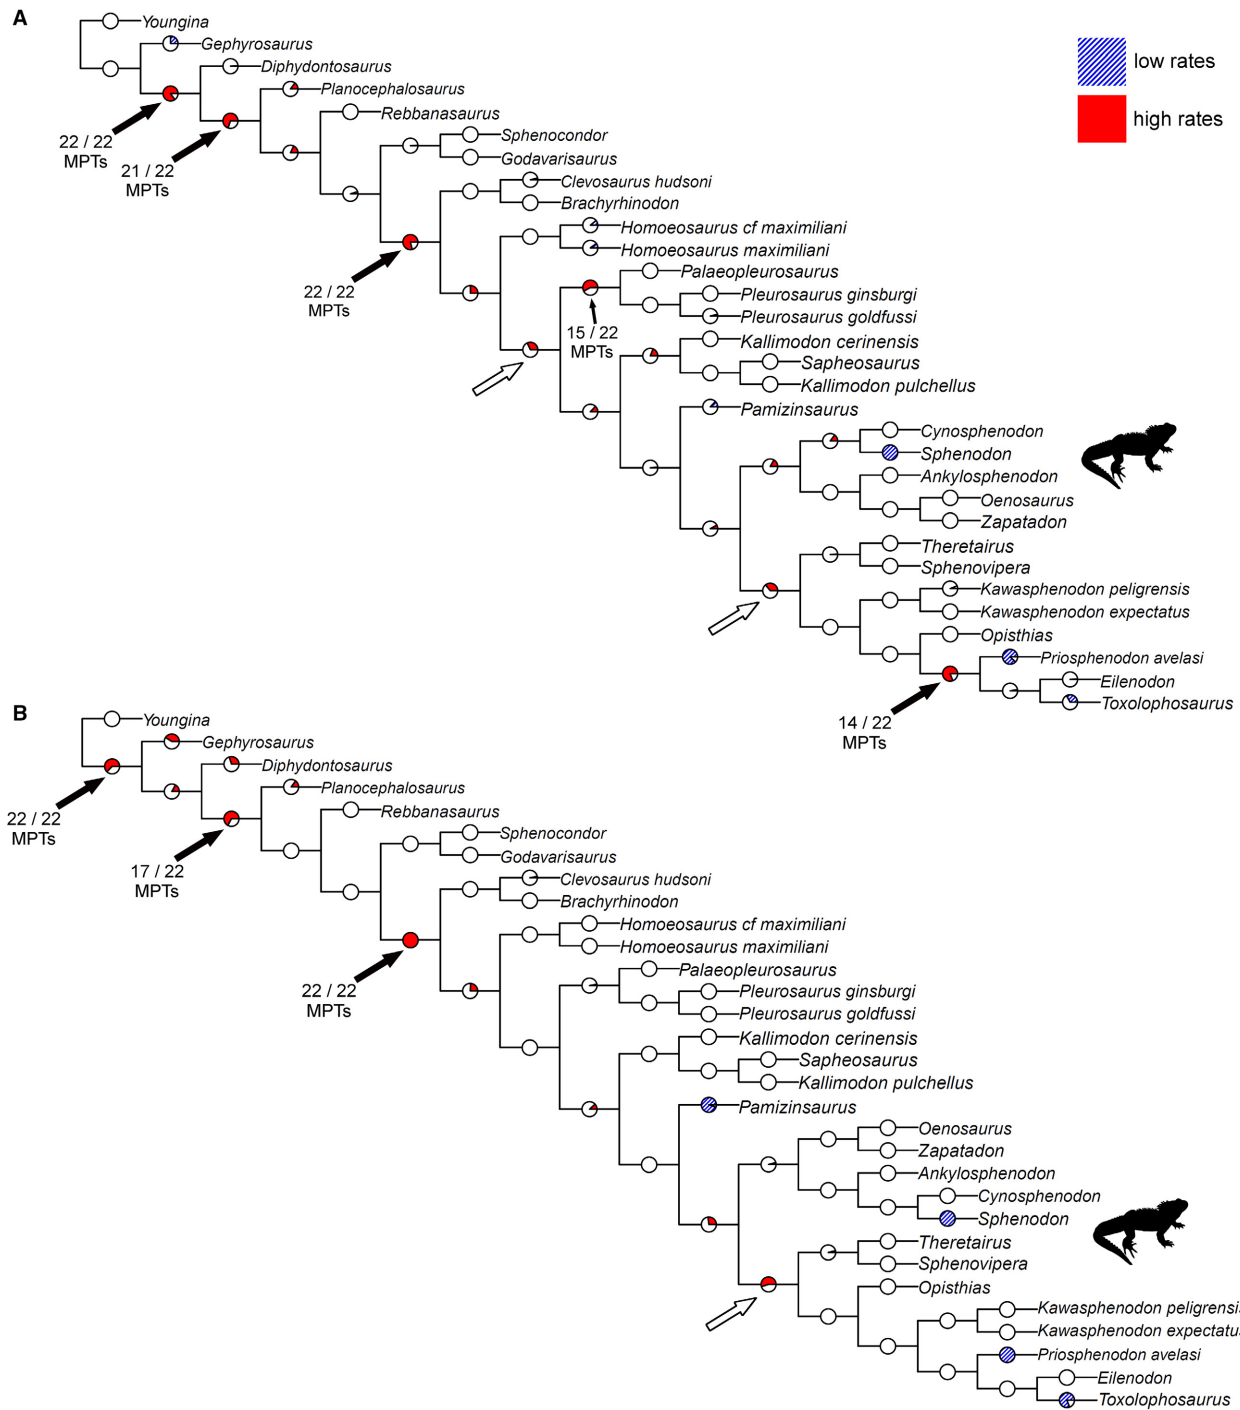 A
Youngina
Gephyrosaurus
low rates
Diphydontosaurus
Planocephalosaurus
high rates
Rebbanasaurus
22 / 22
MPTs
Sphenocondor
21 / 22
MPTs
Godavarisaurus
Clevosaurus hudsoni
Brachyrhinodon
Homoeosaurus cf maximiliani
Homoeosaurus maximiliani
Palaeopleurosaurus
22 / 22
MPTs
Pleurosaurus ginsburgi
Pleurosaurus goldfussi
15 / 22
MPTs
Kallimodon cerinensis
Sapheosaurus
Kallimodon pulchellus
Pamizinsaurus
Cynosphenodon
Sphenodon
Ankylosphenodon
Oenosaurus
Zapatadon
Theretairus
Sphenovipera
Kawasphenodon peligrensis
Kawasphenodon expectatus
Opisthias
Priosphenodon avelasi
Eilenodon
Toxolophosaurus
14 / 22
MPTs
B
Youngina
Gephyrosaurus
Diphydontosaurus
Planocephalosaurus
Rebbanasaurus
22 / 22
MPTs
Sphenocondor
Godavarisaurus
17 / 22
MPTs
Clevosaurus hudsoni
Brachyrhinodon
Homoeosaurus cf maximiliani
Homoeosaurus maximiliani
Palaeopleurosaurus
22 / 22
MPTs
Pleurosaurus ginsburgi
Pleurosaurus goldfussi
Kallimodon cerinensis
Sapheosaurus
Kallimodon pulchellus
Pamizinsaurus
Oenosaurus
Zapatadon
Ankylosphenodon
Cynosphenodon
Sphenodon
Theretairus
Sphenovipera
Opisthias
Kawasphenodon peligrensis
Kawasphenodon expectatus
Priosphenodon avelasi
Eilenodon
Toxolophosaurus